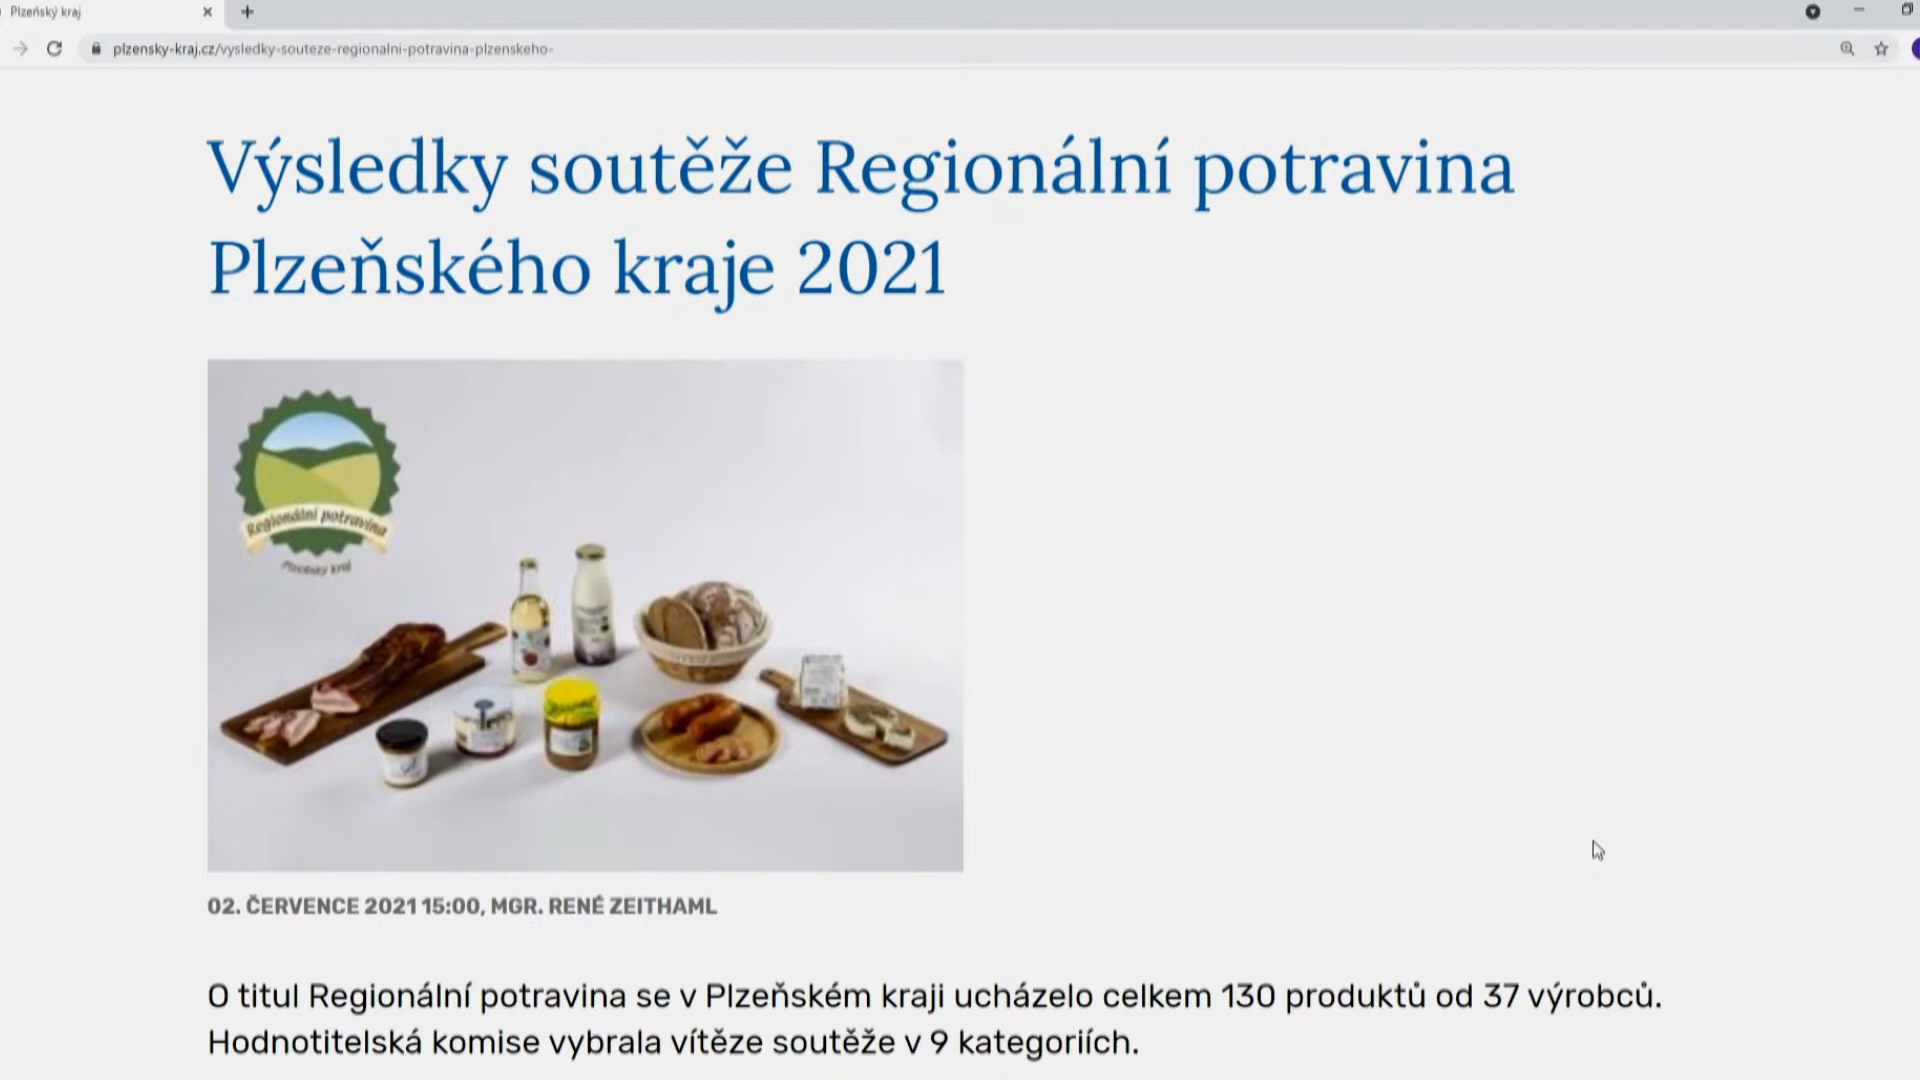 Plzeňský kraj
plzensky-kraj.cz/vysledky-souteze-regionalni-potravina-plzenskeho-
Výsledky soutěže Regionální potravina
Plzeňského kraje 2021
Regionální potravina
Plzeňský kraj
02. ČERVENCE 2021 15:00, MGR. RENÉ ZEITHAML
O titul Regionální potravina se v Plzeňském kraji ucházelo celkem 130 produktů od 37 výrobců.
Hodnotitelská komise vybrala vítěze soutěže v 9 kategoriích.